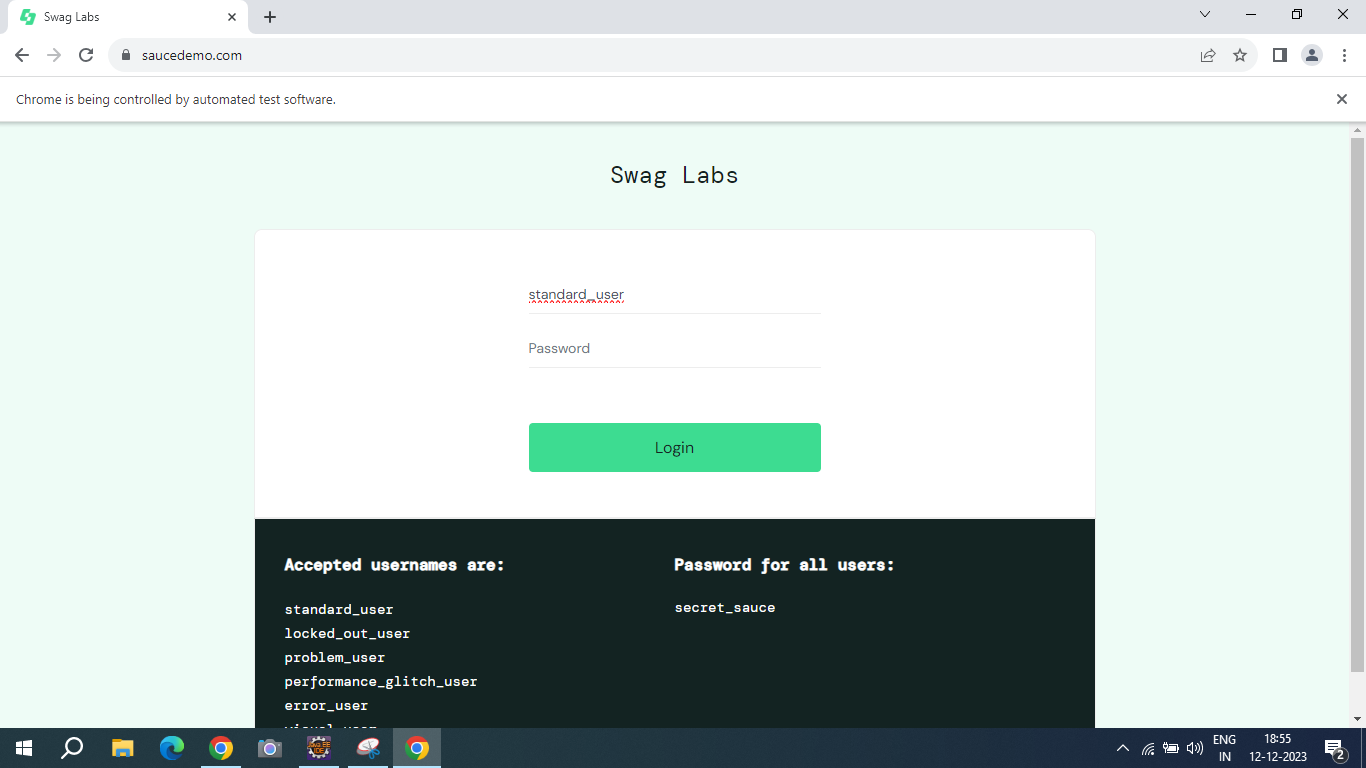 Swag Labs
saucedemo.com
Chrome is being controlled by automated test software.
Swag Labs
standard_user
Password
Login
Accepted usernames are:
standard_user
locked_out_user
problem_user
performance_glitch_user
error_user
visual_user
Password for all users:
secret_sauce
ENG
IN
18:55
12-12-2023
2